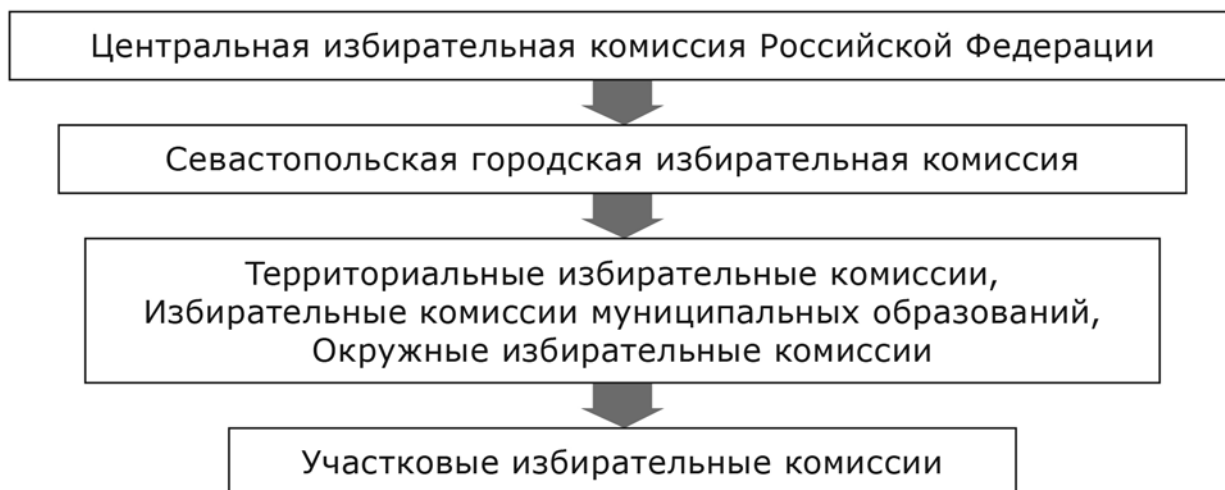 Центральная избирательная комиссия Российской Федерации
Севастопольская городская избирательная комиссия
Территориальные избирательные комиссии,
Избирательные комиссии муниципальных образований,
Окружные избирательные комиссии
Участковые избирательные комиссии